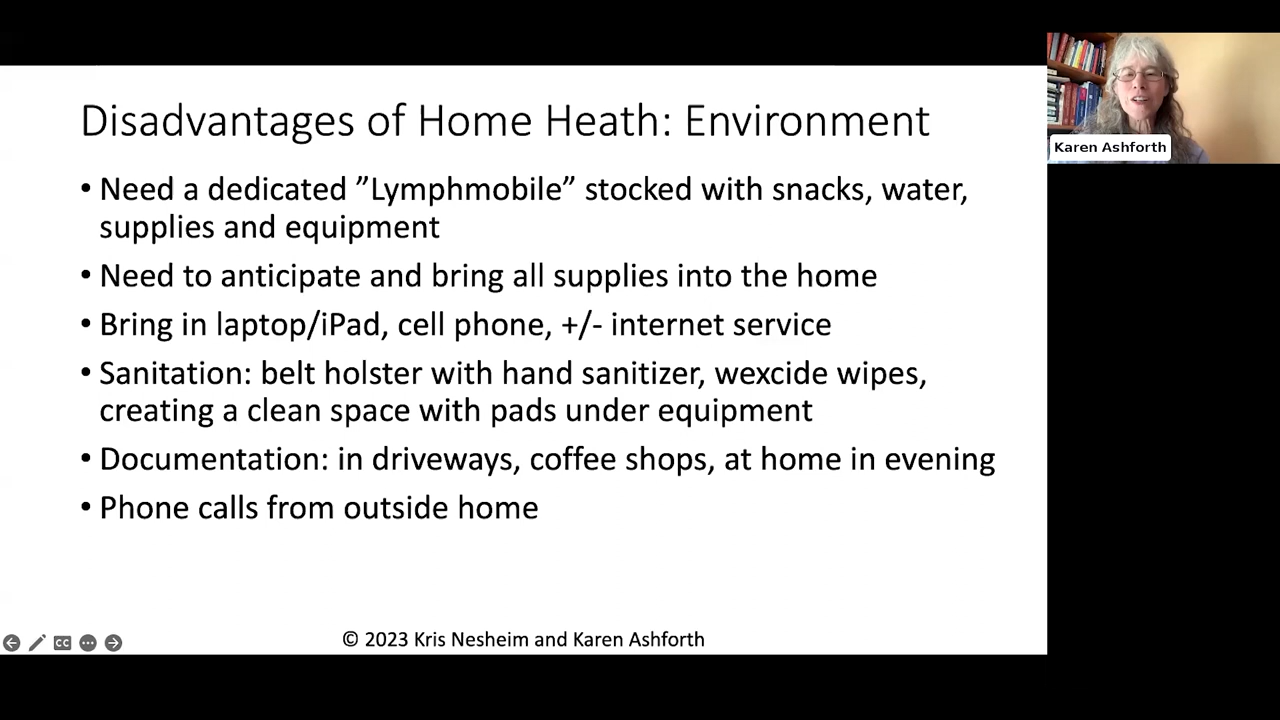 Disadvantages of Home Heath: Environment
• Need a dedicated ”Lymphmobile” stocked with snacks, water,
supplies and equipment
• Need to anticipate and bring all supplies into the home
• Bring in laptop/iPad, cell phone, +/- internet service
• Sanitation: belt holster with hand sanitizer, wexcide wipes,
creating a clean space with pads under equipment
• Documentation: in driveways, coffee shops, at home in evening
• Phone calls from outside home
© 2023 Kris Nesheim and Karen Ashforth
CC
Karen Ashforth